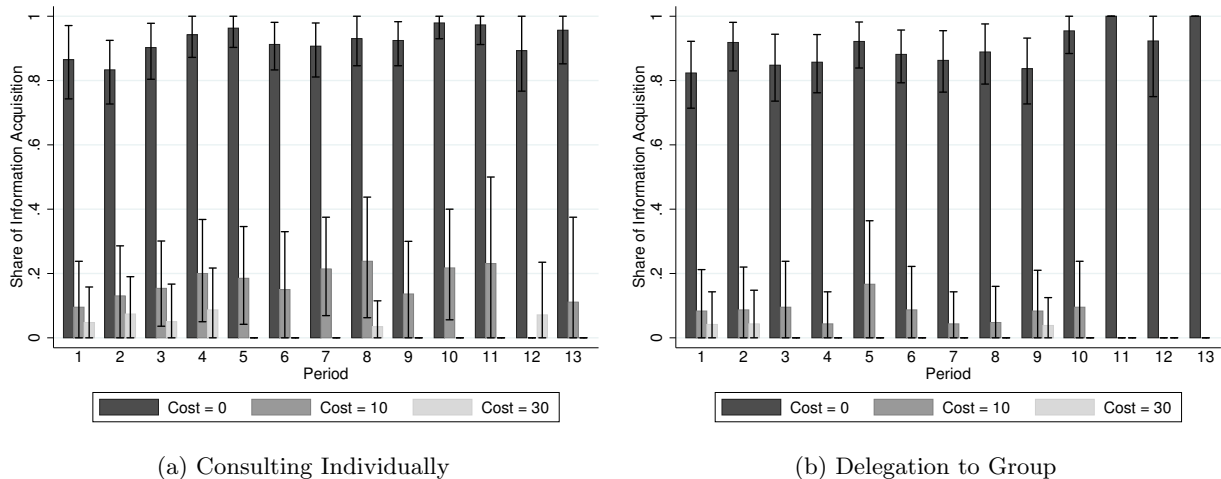 Share of Information Acquisition
1
.8
.6
.4
.2
0
1 2 3 4 5 6 7 8 9 10 11 12 13
Period
Cost = 0 Cost = 10 Cost = 30
(a) Consulting Individually
Share of Information Acquisition
1
.8
.6
.4
.2
0
1 2 3 4 5 6 7 8 9 10 11 12 13
Period
Cost = 0 Cost = 10 Cost = 30
(b) Delegation to Group